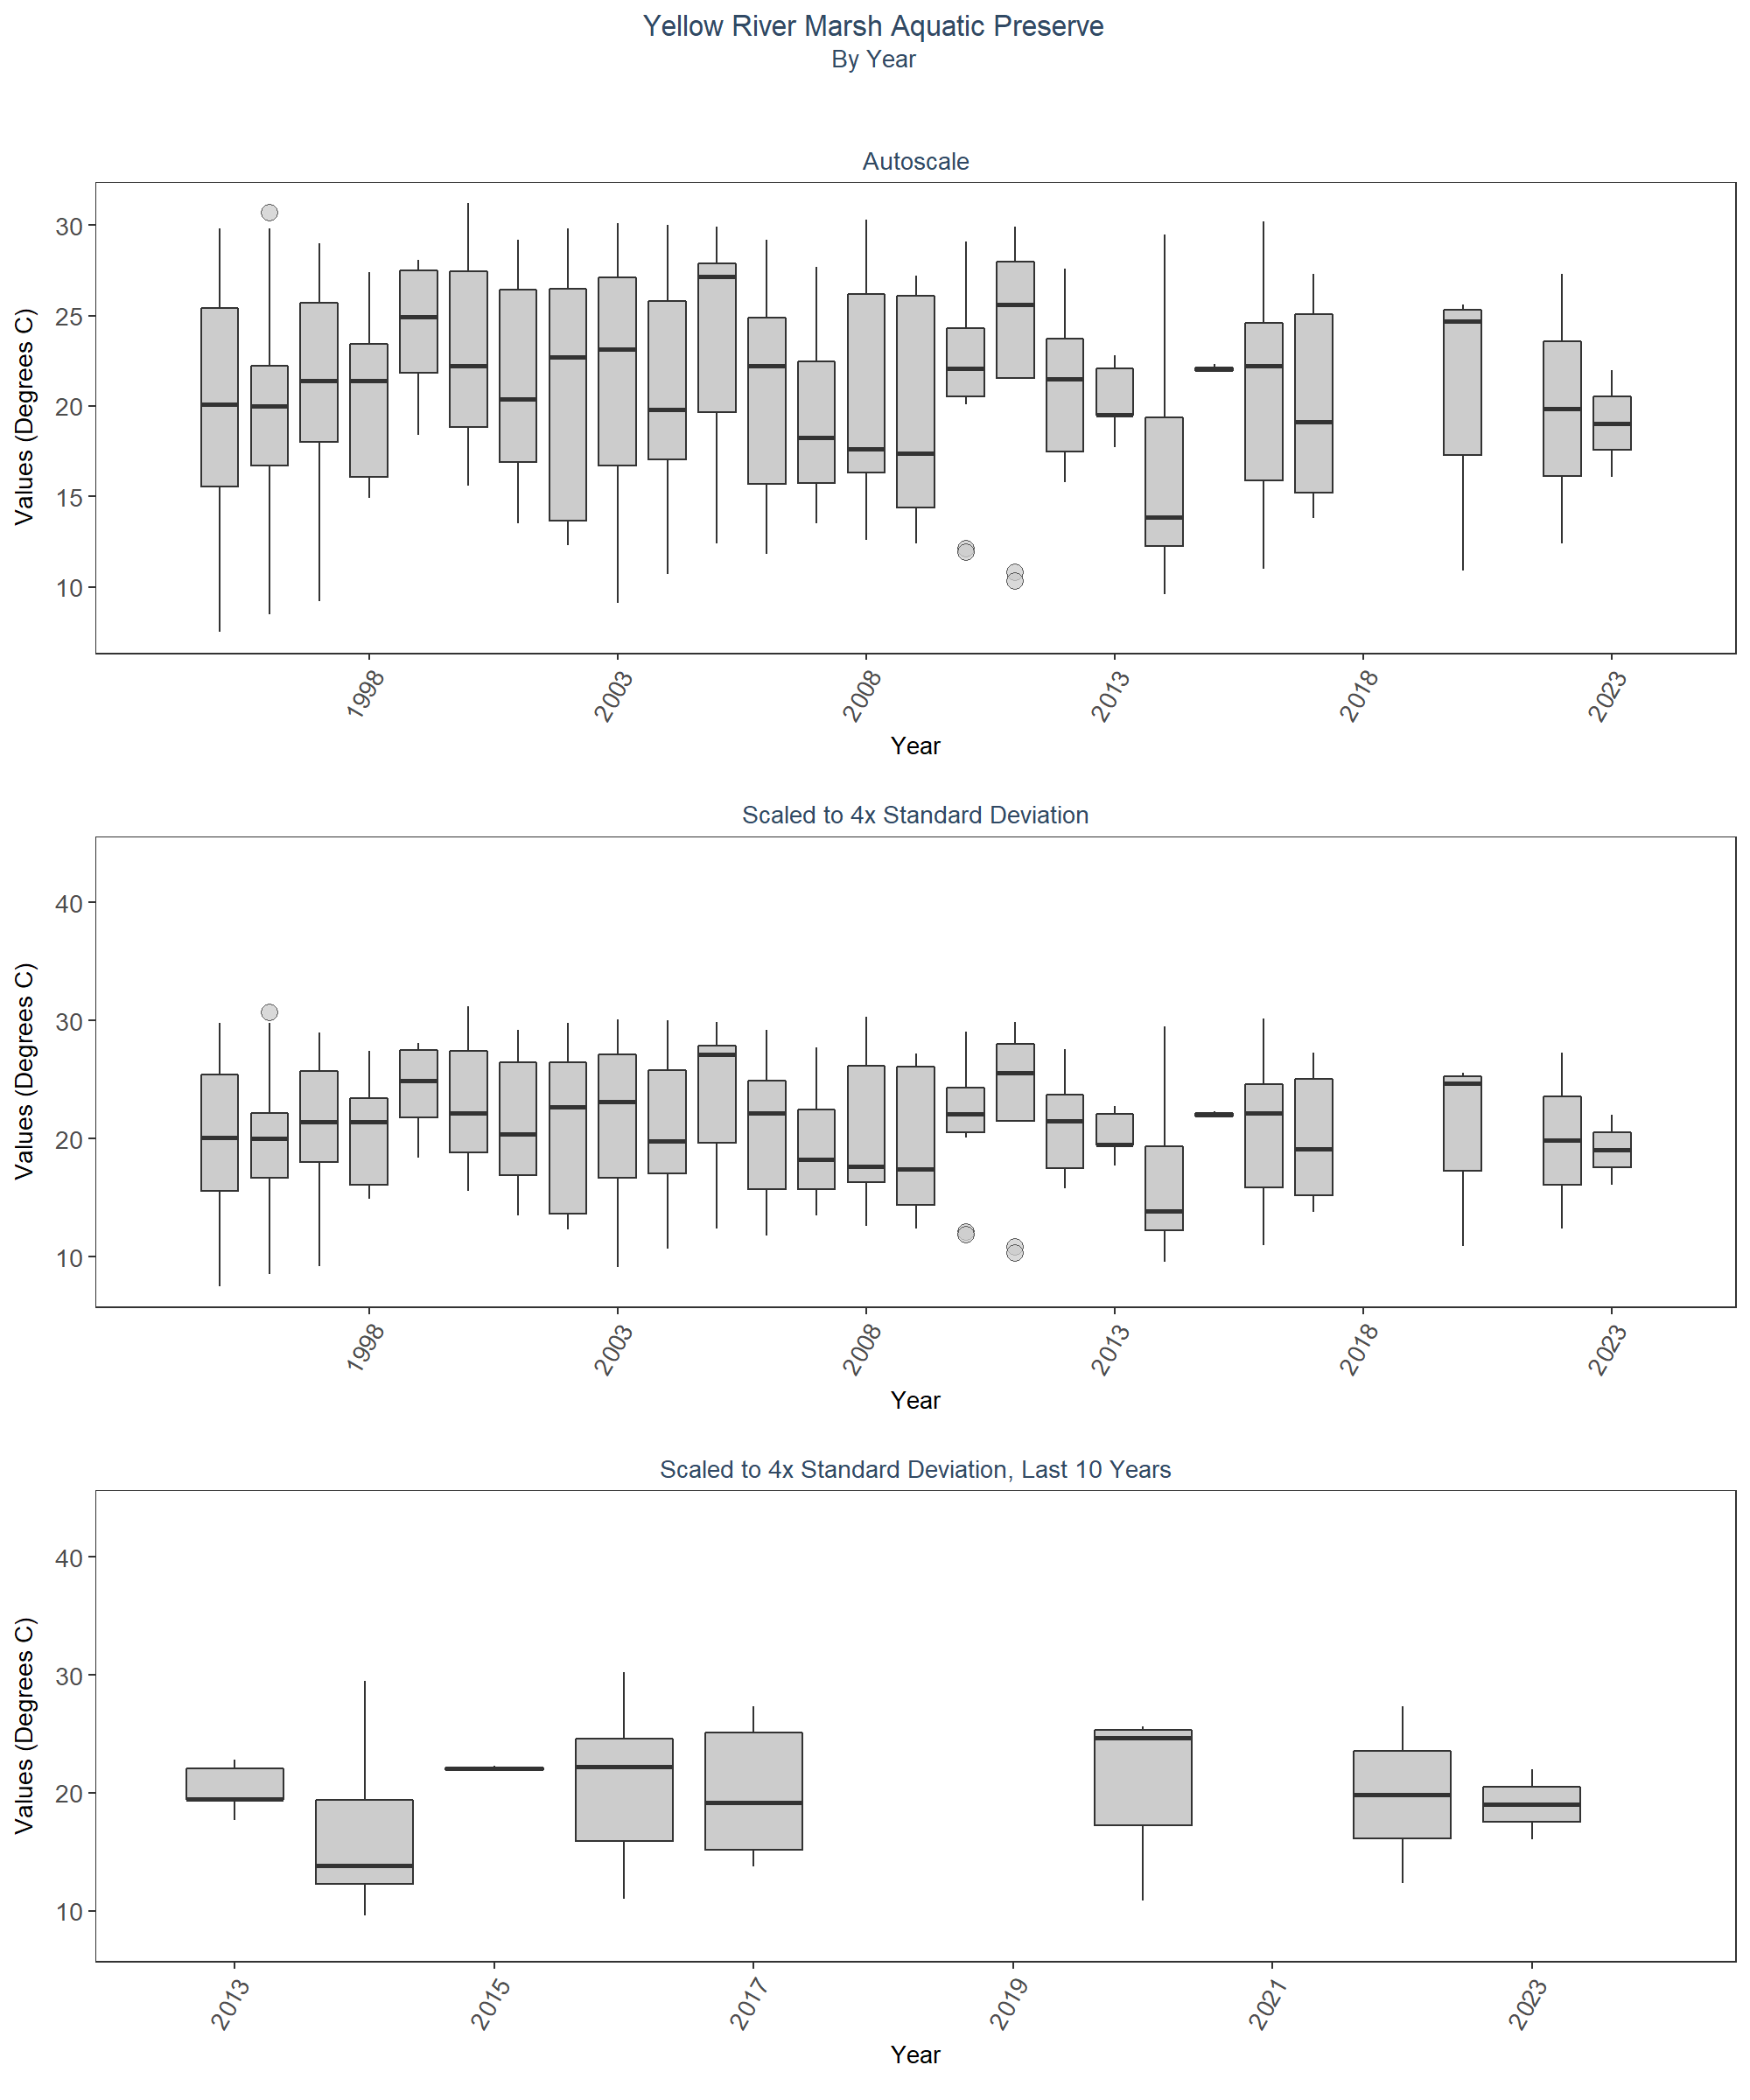 Yellow River Marsh Aquatic Preserve
By Year
Autoscale
Values (Degrees C)
30
25
20
15
10
1998
2003
2008
2013
2018
2023
Year
Scaled to 4x Standard Deviation
Values (Degrees C)
40
30
20
10
1998
2003
2008
2013
2018
2023
Year
Scaled to 4x Standard Deviation, Last 10 Years
Values (Degrees C)
40
30
20
10
2013
2015
2017
2019
2021
2023
Year